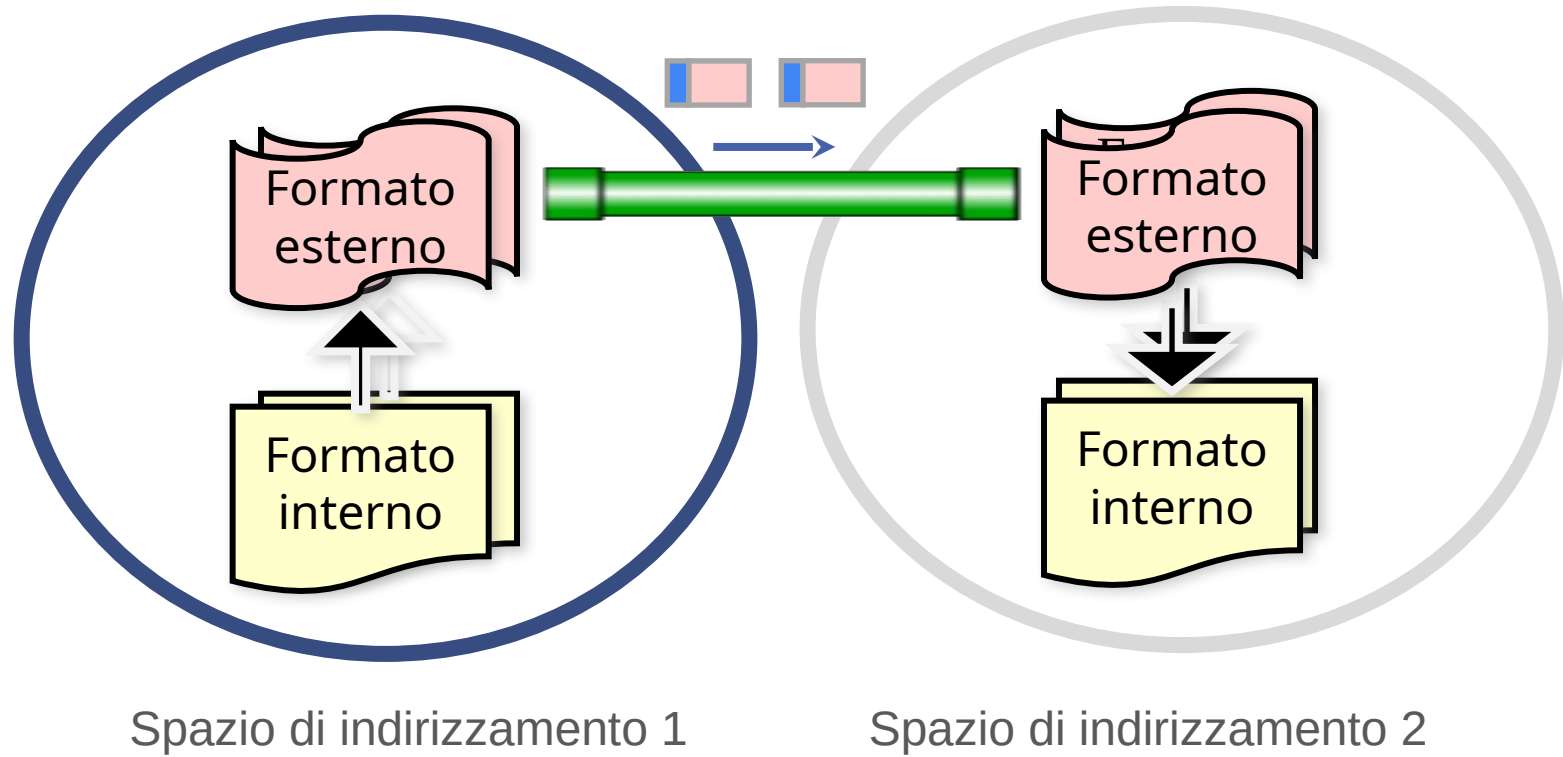 Formato
esterno
Formato
interno
Formato
esterno
Formato
interno
Spazio di indirizzamento 1
Spazio di indirizzamento 2